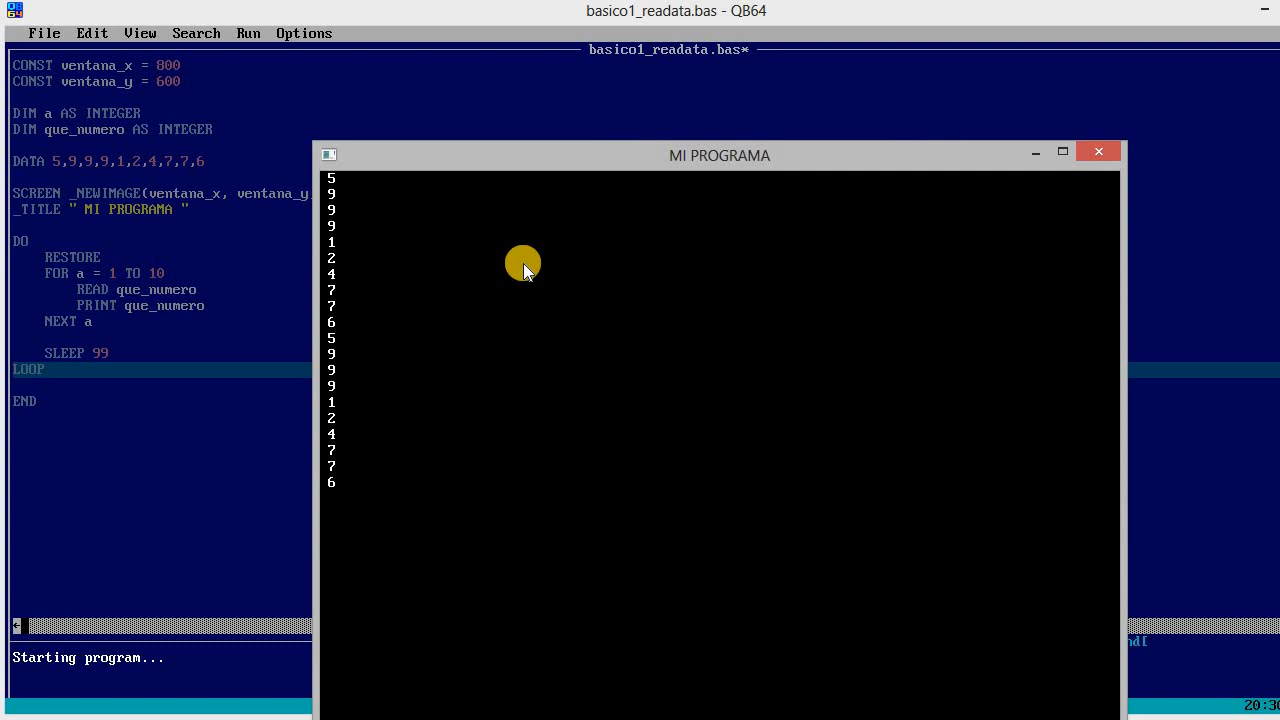 basico1_readata.bas - QB64
File Edit View Search Run Options
basico1_readata.bas*
CONST ventana_x = 800
CONST ventana_y = 600
DIM a AS INTEGER
DIM que_numero AS INTEGER
DATA 5,9,9,9,1,2,4,7,7,6
SCREEN _NEWIMAGE(ventana_x, ventana_y
_TITLE " MI PROGRAMA "
DO
RESTORE
FOR a = 1 TO 10
READ que_numero
PRINT que_numero
NEXT a
SLEEP 99
LOOP
END
Starting program...
MI PROGRAMA
5
9
9
9
1
2
4
7
7
6
5
9
9
9
1
2
4
7
7
6